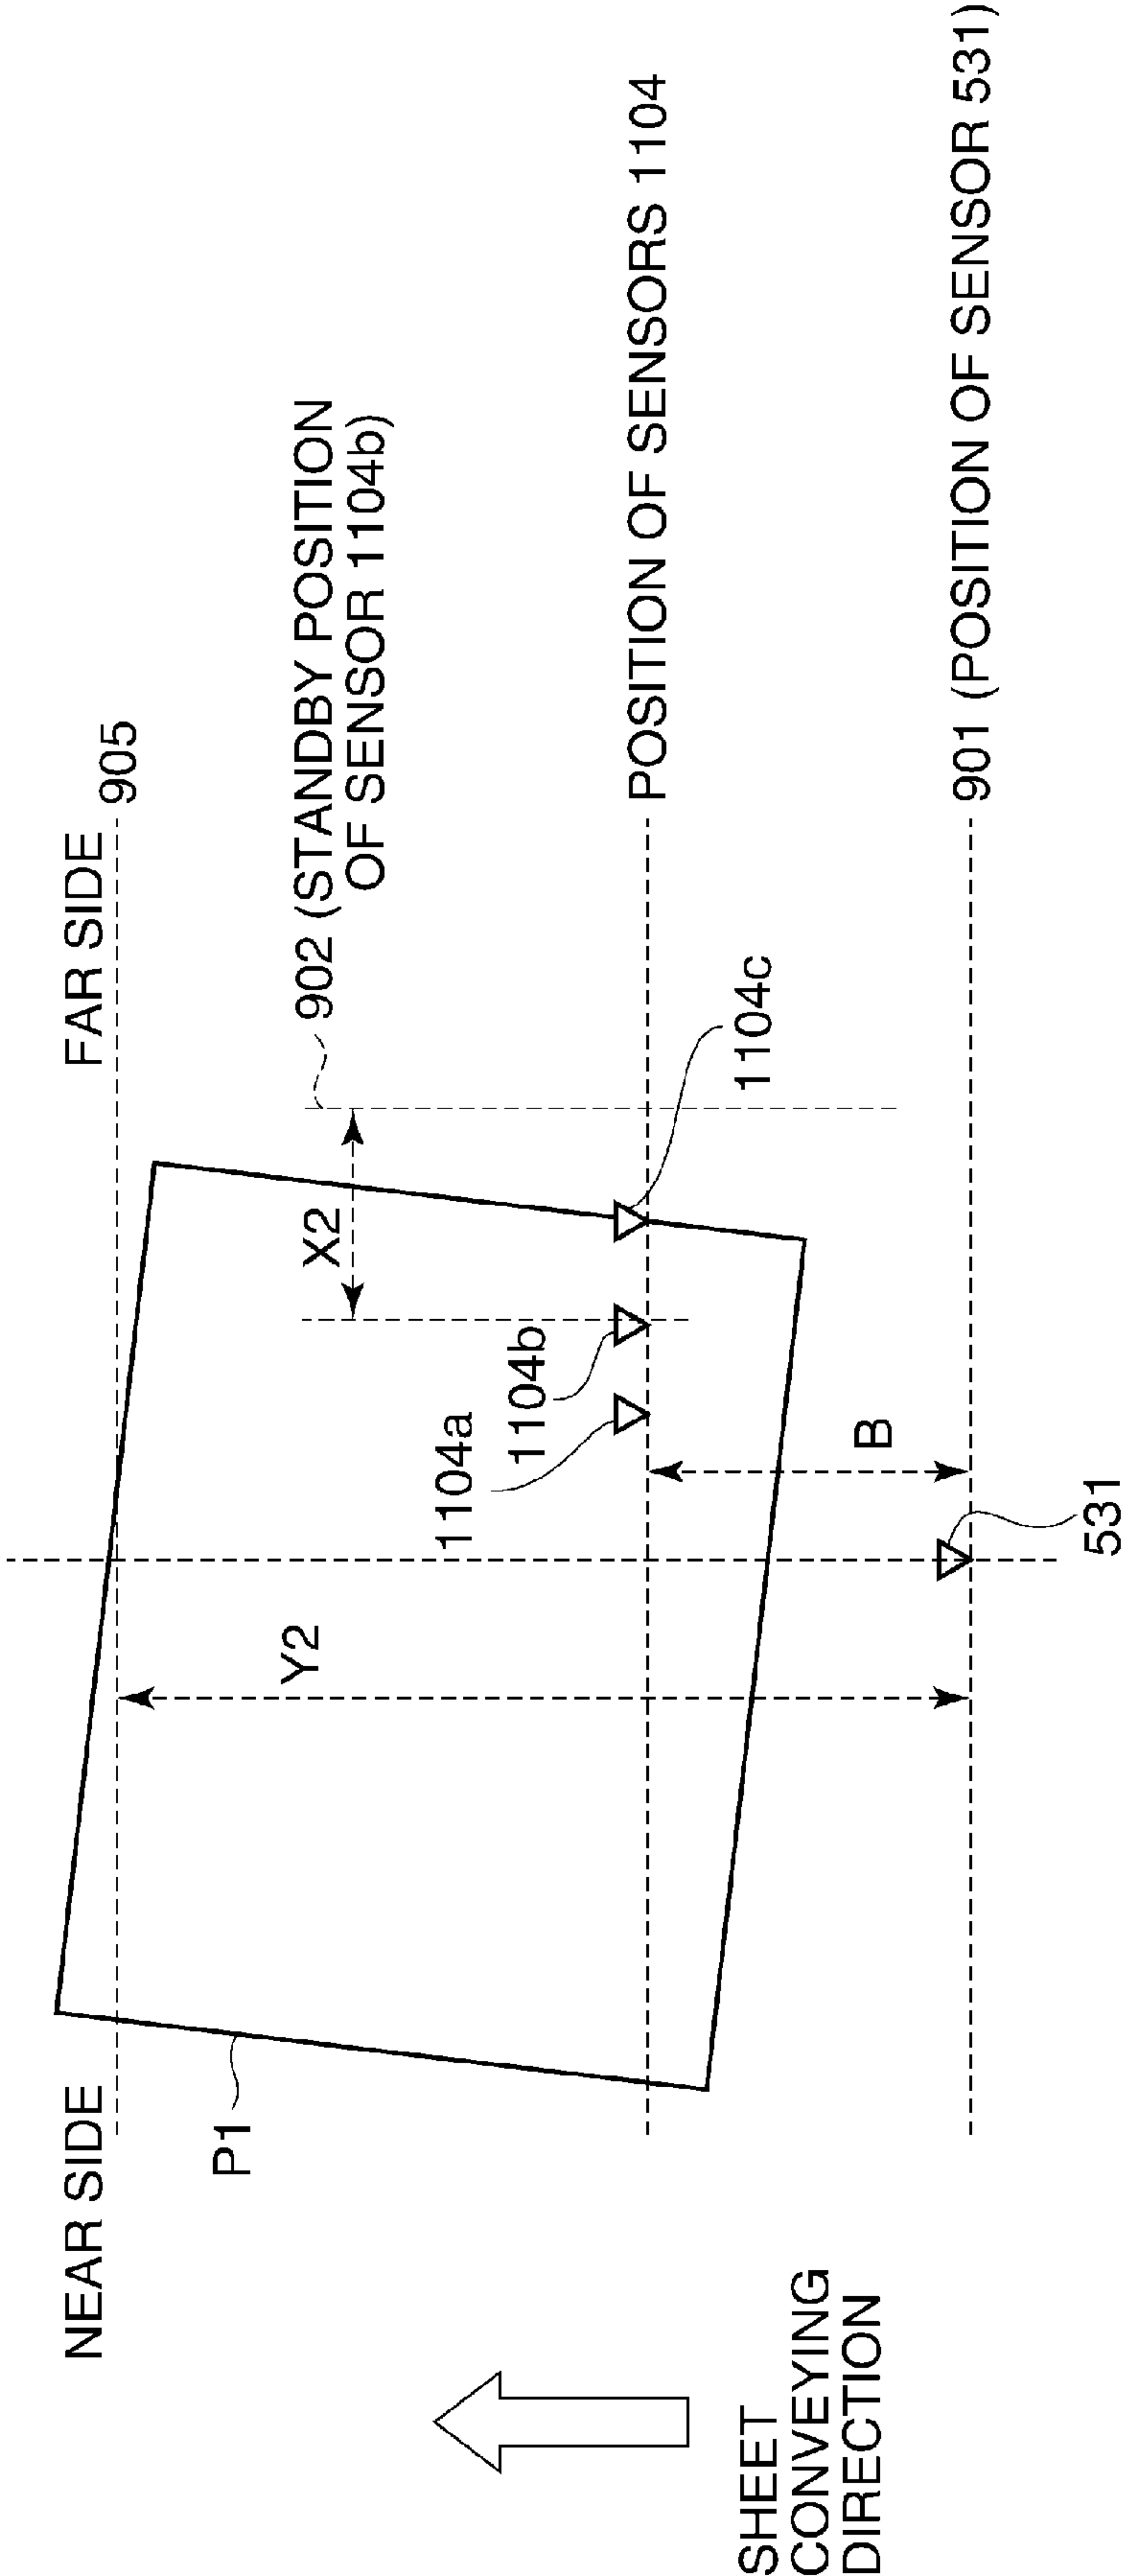 NEAR SIDE
FAR SIDE
905
P1
Y2
X2
902 (STANDBY POSITION
OF SENSOR 1104b)
1104a
1104b
1104c
POSITION OF SENSORS 1104
B
531
901 (POSITION OF SENSOR 531)
SHEET
CONVEYING
DIRECTION